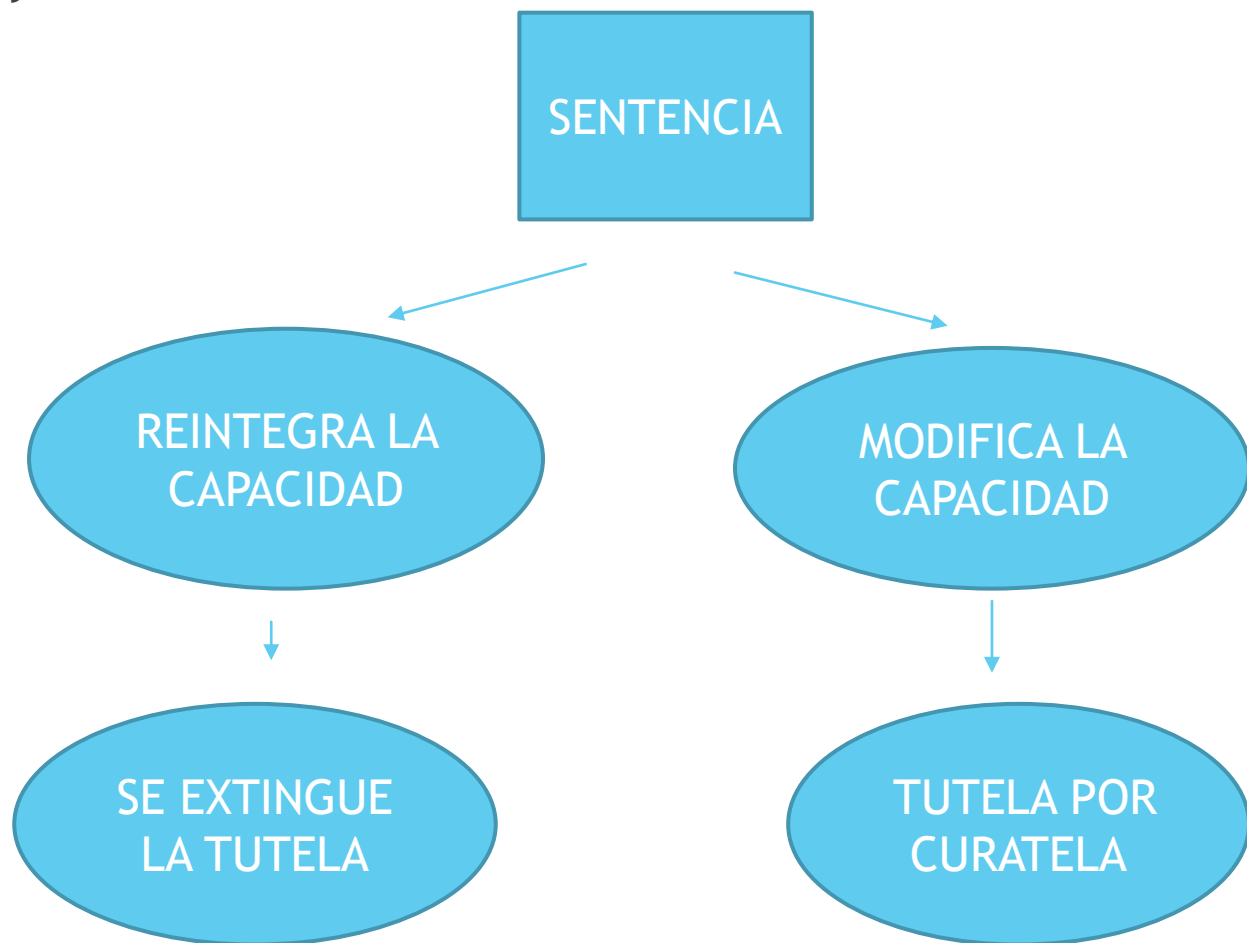 SENTENCIA
REINTEGRA LA
CAPACIDAD
MODIFICA LA
CAPACIDAD
SE EXTINGUE
LA TUTELA
TUTELA POR
CURATELA